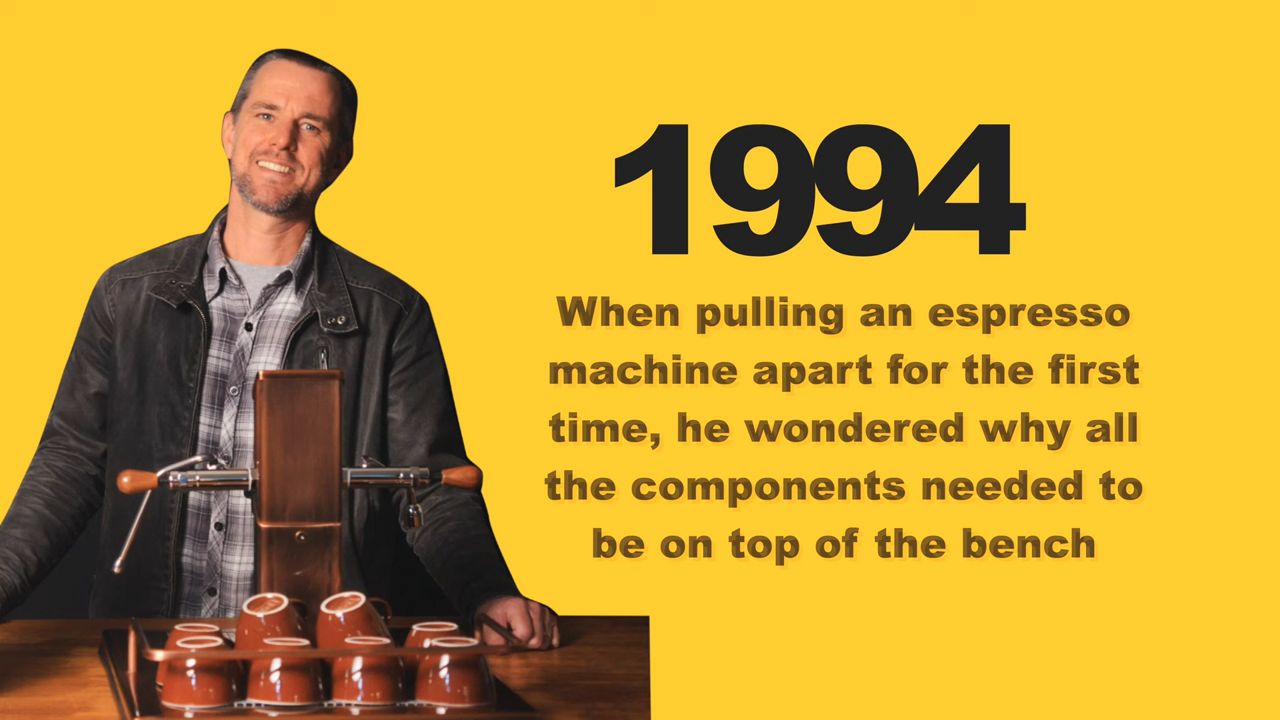 1994
When pulling an espresso
machine apart for the first
time, he wondered why all
the components needed to
be on top of the bench